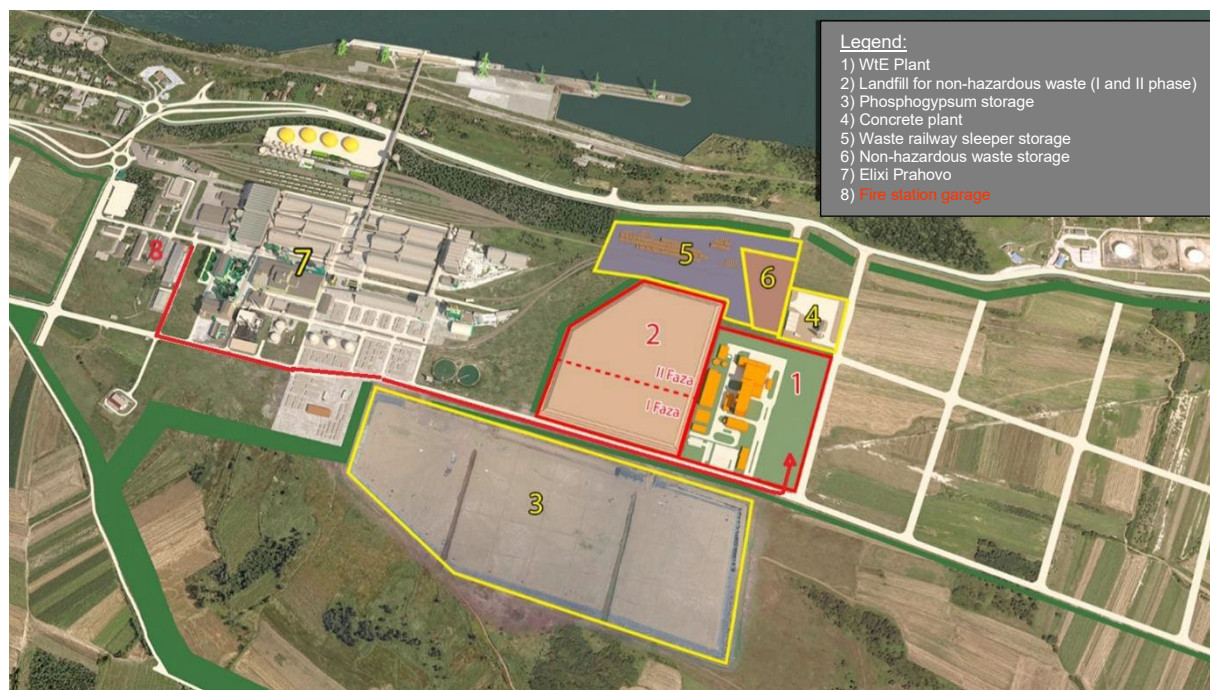 Legend:
1) WtE Plant
2) Landfill for non-hazardous waste (I and II phase)
3) Phosphogypsum storage
4) Concrete plant
5) Waste railway sleeper storage
6) Non-hazardous waste storage
7) Elixi Prahovo
8) Fire station garage
8
7
5
6
4
2
II Faza
I Faza
1
3